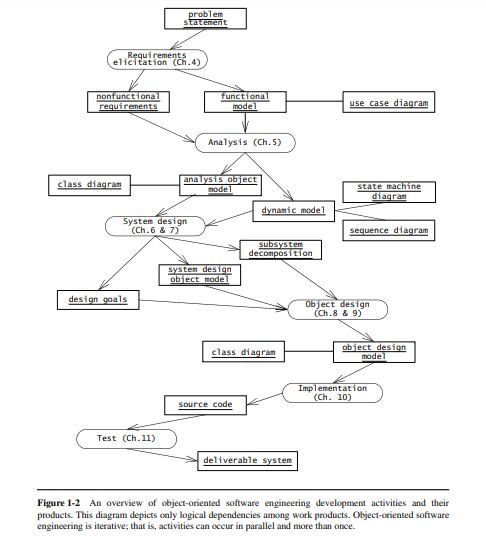 problem
statement
Requirements
elicitation (Ch.4)
nonfunctional
requirements
functional
model
use case diagram
Analysis (Ch.5)
class diagram
analysis object
model
state machine
diagram
dynamic model
System design
(Ch.6 & 7)
sequence diagram
subsystem
decomposition
system design
object model
design goals
Object design
(Ch.8 & 9)
class diagram
object design
model
Implementation
(Ch. 10)
source code
Test (Ch.11)
deliverable system
Figure 1-2 An overview of object-oriented software engineering development activities and their
products. This diagram depicts only logical dependencies among work products. Object-oriented software
engineering is iterative; that is, activities can occur in parallel and more than once.